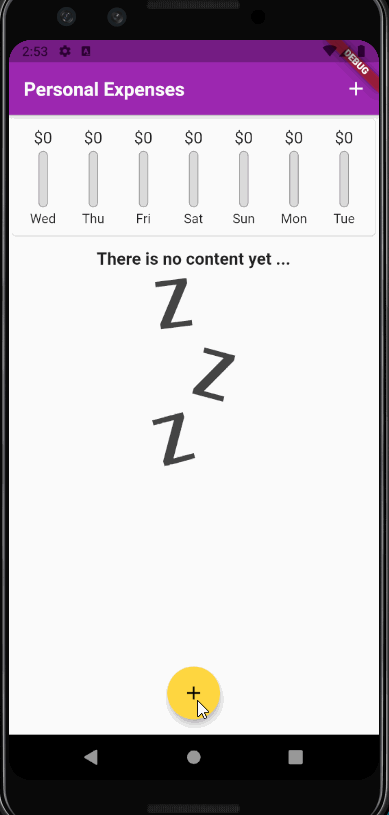 2:53
DEBUG
Personal Expenses
$0 $0 $0 $0 $0 $0 $0
Wed Thu Fri Sat Sun Mon Tue
There is no content yet ...
Z
Z
Z